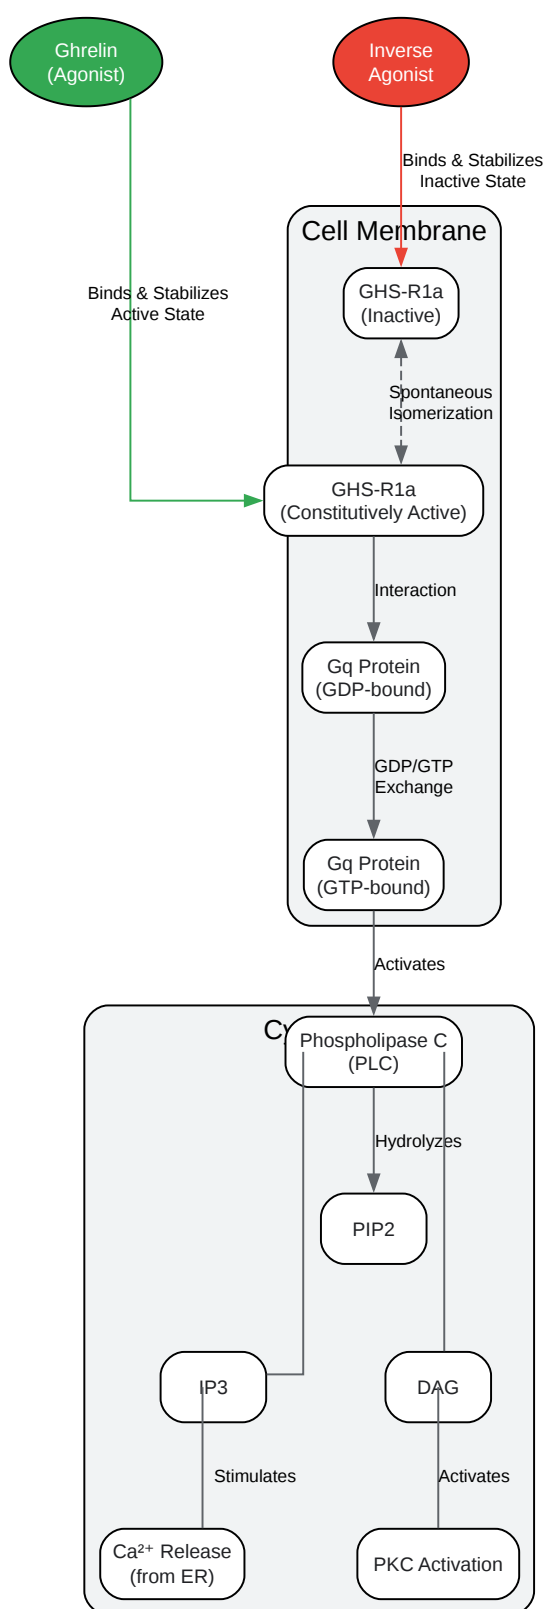 Ghrelin
(Agonist)
Inverse
Agonist
Binds & Stabilizes
Inactive State
Cell Membrane
GHS-R1a
(Inactive)
Binds & Stabilizes
Active State
Spontaneous
Isomerization
GHS-R1a
(Constitutively Active)
Interaction
Gq Protein
(GDP-bound)
GDP/GTP
Exchange
Gq Protein
(GTP-bound)
Activates
Phospholipase C
(PLC)
Hydrolyzes
PIP2
IP3
DAG
Stimulates
Activates
Ca²⁺ Release
(from ER)
PKC Activation